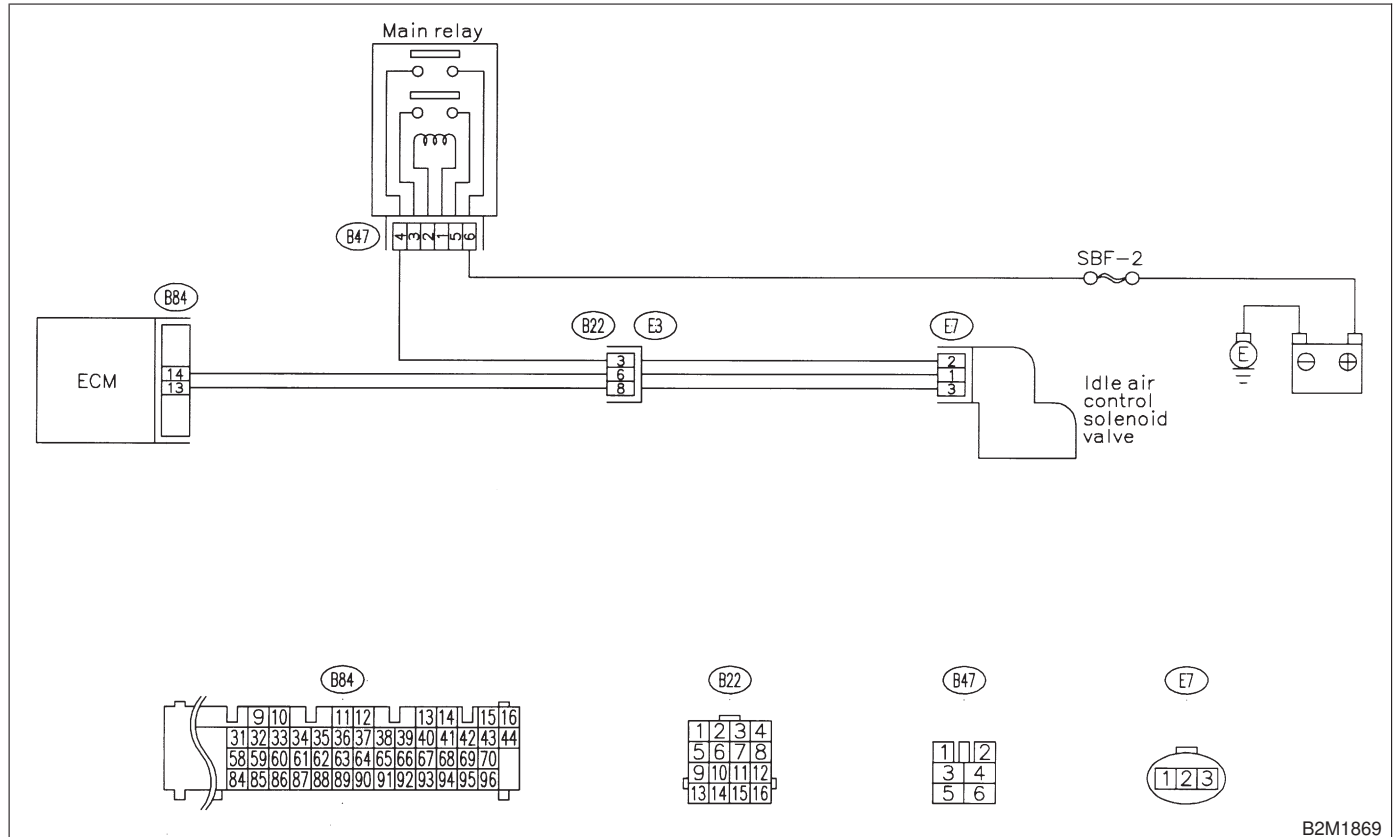 Main relay
B47
4 3 2 1 5 6
SBF-2
B84
B22 E3 E7
E
⊖ ⊕
ECM
14
13
3
6
8
2
1
3
Idle air
control
solenoid
valve
B84 B22 B47 E7
9 10 11 12 13 14 15 16
31 32 33 34 35 36 37 38 39 40 41 42 43 44
58 59 60 61 62 63 64 65 66 67 68 69 70
84 85 86 87 88 89 90 91 92 93 94 95 96
1 2 3 4
5 6 7 8
9 10 11 12
13 14 15 16
1 2
3 4
5 6
1 2 3
B2M1869